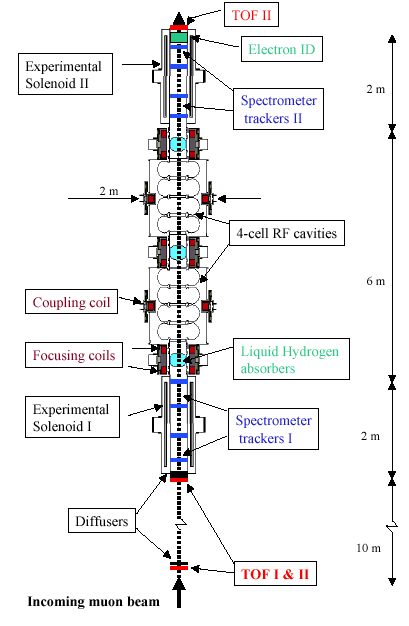 TOF II
Electron ID
Experimental
Solenoid II
2 m
Spectrometer
trackers II
2 m
4-cell RF cavities
6 m
Coupling coil
Focusing coils
Liquid Hydrogen
absorbers
Experimental
Solenoid I
Spectrometer
trackers I
2 m
Diffusers
10 m
TOF I & II
Incoming muon beam